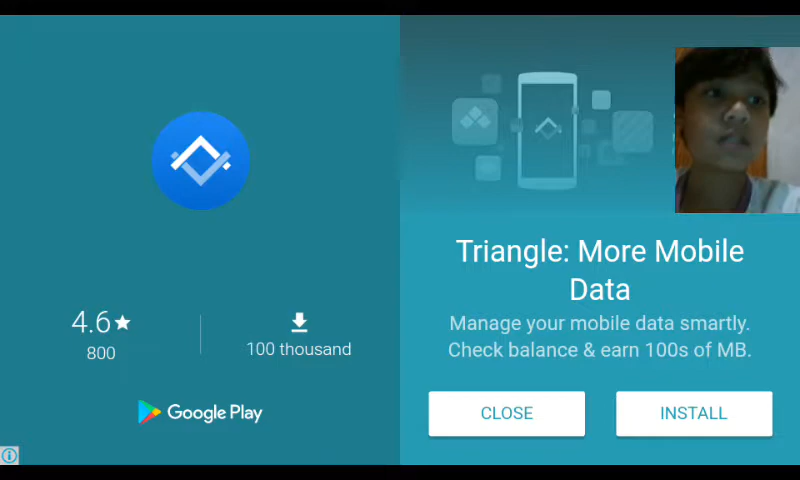 4.6★
800
100 thousand
Google Play
Triangle: More Mobile
Data
Manage your mobile data smartly.
Check balance & earn 100s of MB.
CLOSE
INSTALL